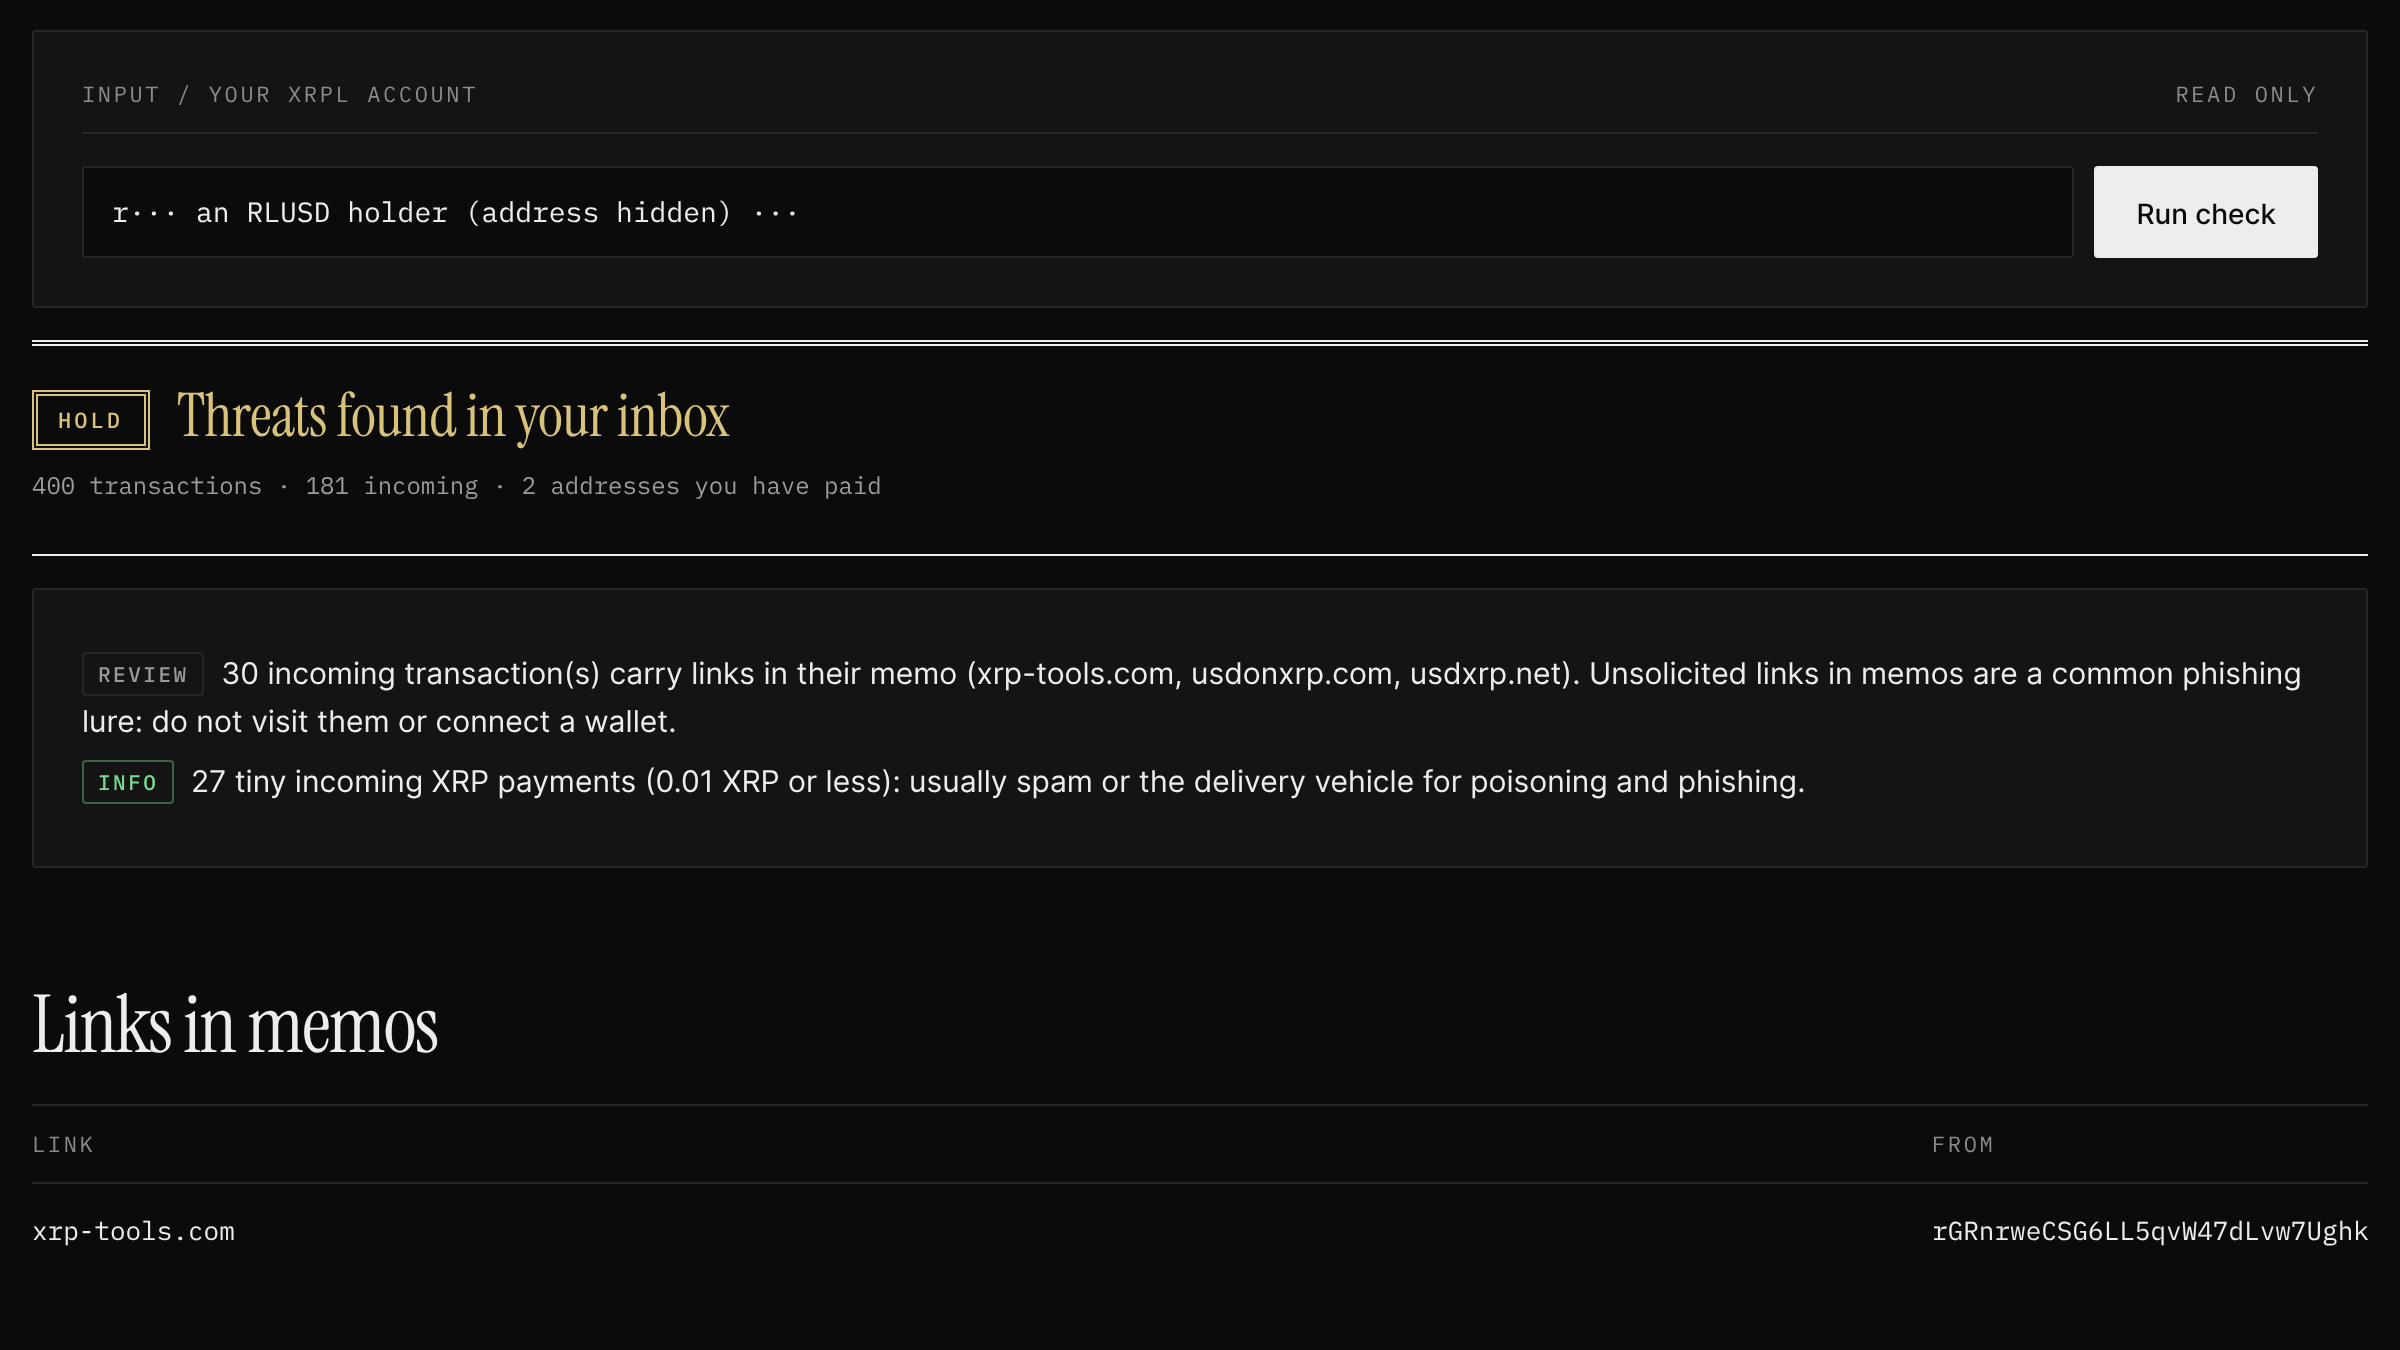 INPUT / YOUR XRPL ACCOUNT
READ ONLY
r··· an RLUSD holder (address hidden) ···
Run check
HOLD
Threats found in your inbox
400 transactions · 181 incoming · 2 addresses you have paid
REVIEW 30 incoming transaction(s) carry links in their memo (xrp-tools.com, usdonxrp.com, usdxrp.net). Unsolicited links in memos are a common phishing
lure: do not visit them or connect a wallet.
INFO 27 tiny incoming XRP payments (0.01 XRP or less): usually spam or the delivery vehicle for poisoning and phishing.
Links in memos
LINK
FROM
xrp-tools.com
rGRnrweCSG6LL5qvW47dLvw7Ughk